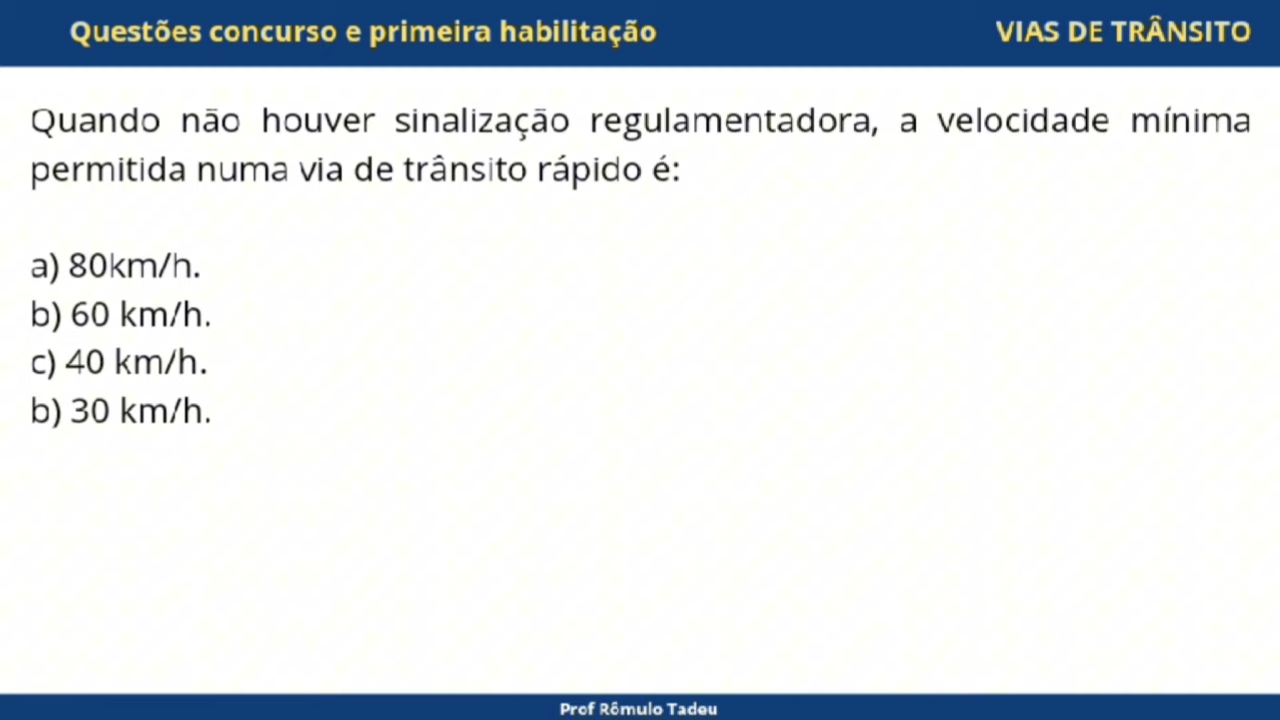 Questões concurso e primeira habilitação
VIAS DE TRÂNSITO
Quando não houver sinalização regulamentadora, a velocidade mínima
permitida numa via de trânsito rápido é:
a) 80km/h.
b) 60 km/h.
c) 40 km/h.
b) 30 km/h.
Prof Rêmulo Tadeu